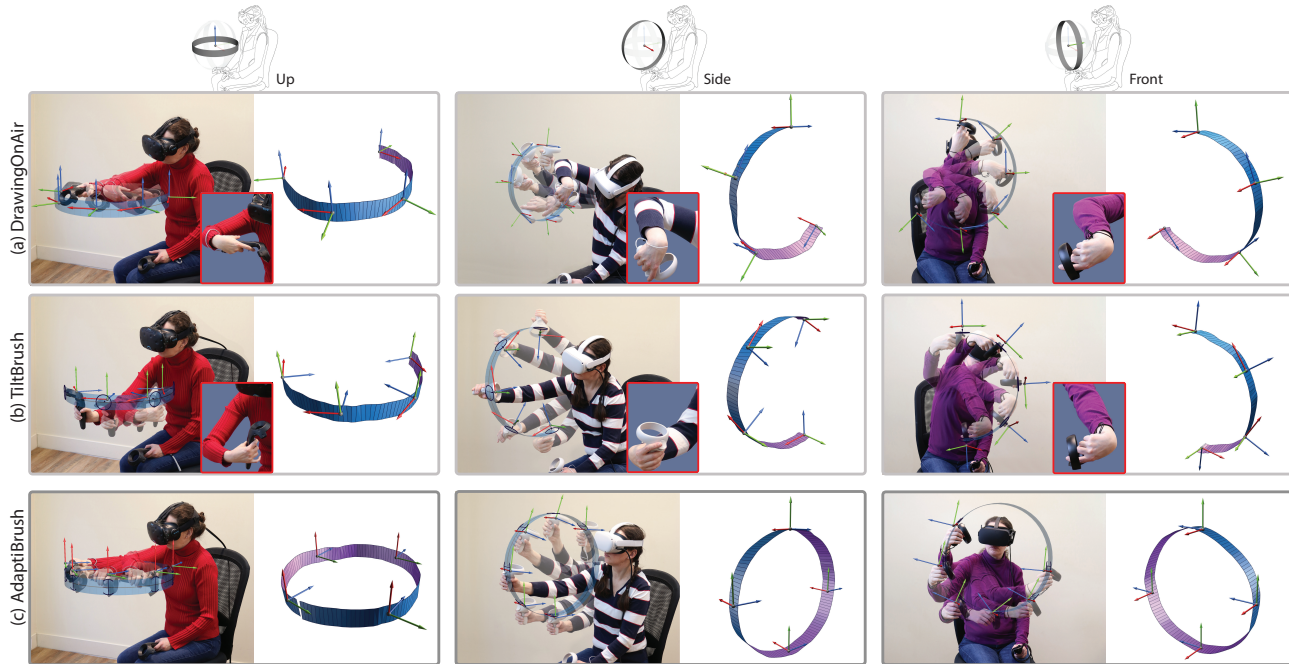 Up
Side
Front
(a) DrawingOnAir
(b) TiltBrush
(c) AdaptiBrush